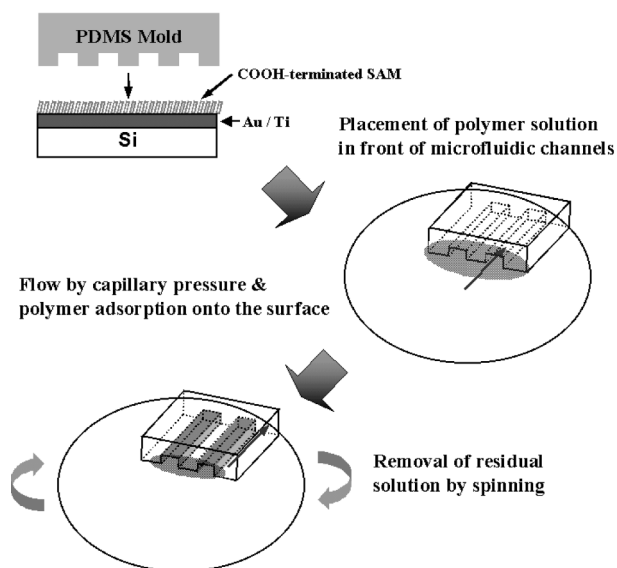 PDMS Mold
COOH-terminated SAM
Au / Ti
Si
Placement of polymer solution
in front of microfluidic channels
Flow by capillary pressure &
polymer adsorption onto the surface
Removal of residual
solution by spinning